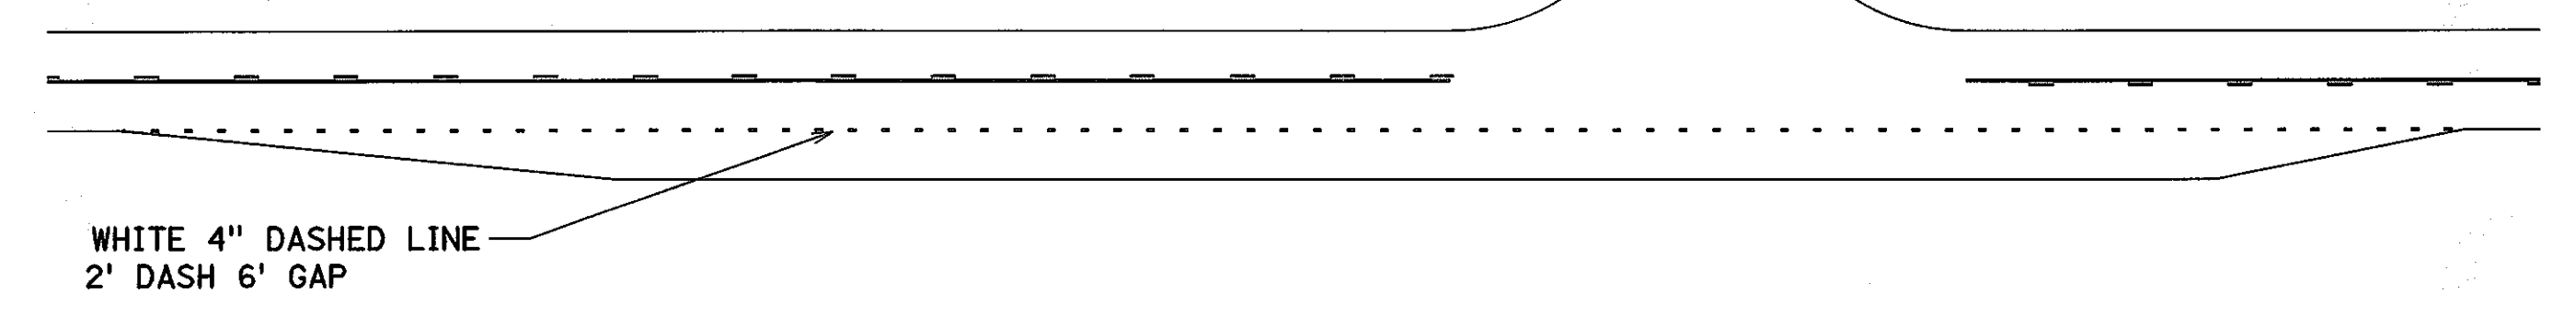 WHITE 4" DASHED LINE
2' DASH 6' GAP